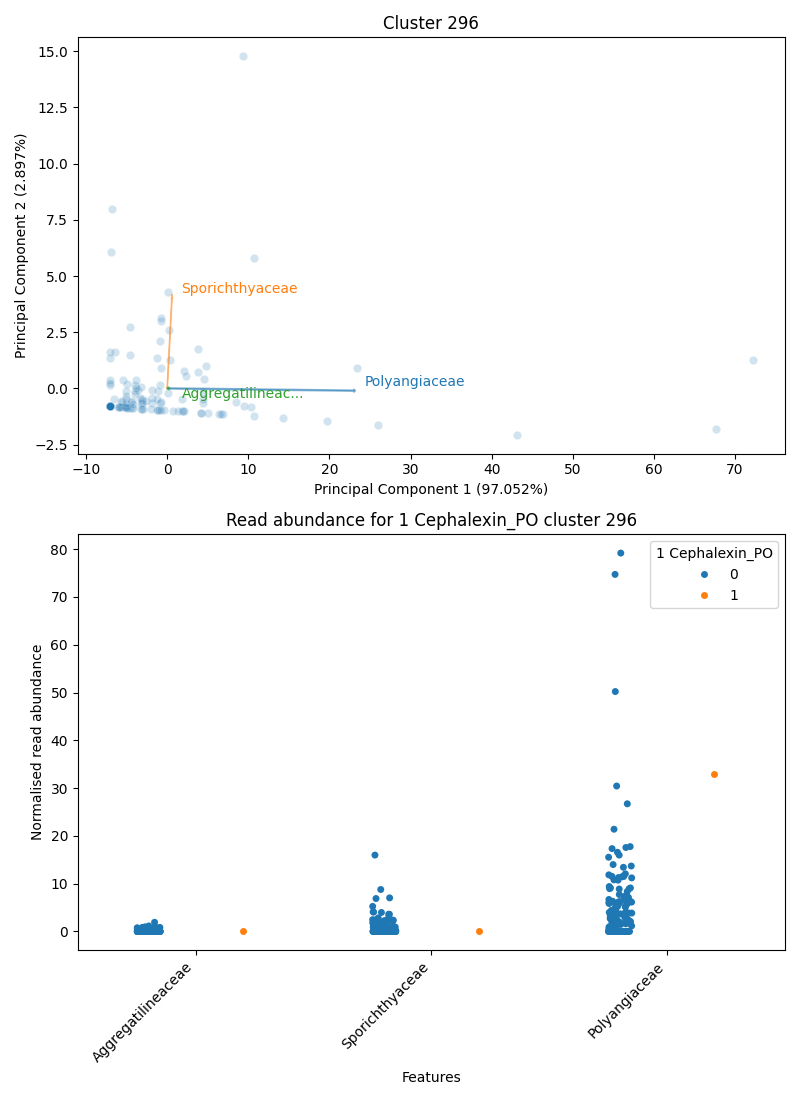 Cluster 296
15.0
12.5
10.0
7.5
5.0
2.5
0.0
−2.5
Principal Component 2 (2.897%)
Sporichthyaceae
Polyangiaceae
Aggregatilineac...
−10 0 10 20 30 40 50 60 70
Principal Component 1 (97.052%)
Read abundance for 1 Cephalexin_PO cluster 296
80
70
60
50
40
30
20
10
0
Normalised read abundance
1 Cephalexin_PO
0
1
Aggregatilineaceae
Sporichthyaceae
Polyangiaceae
Features